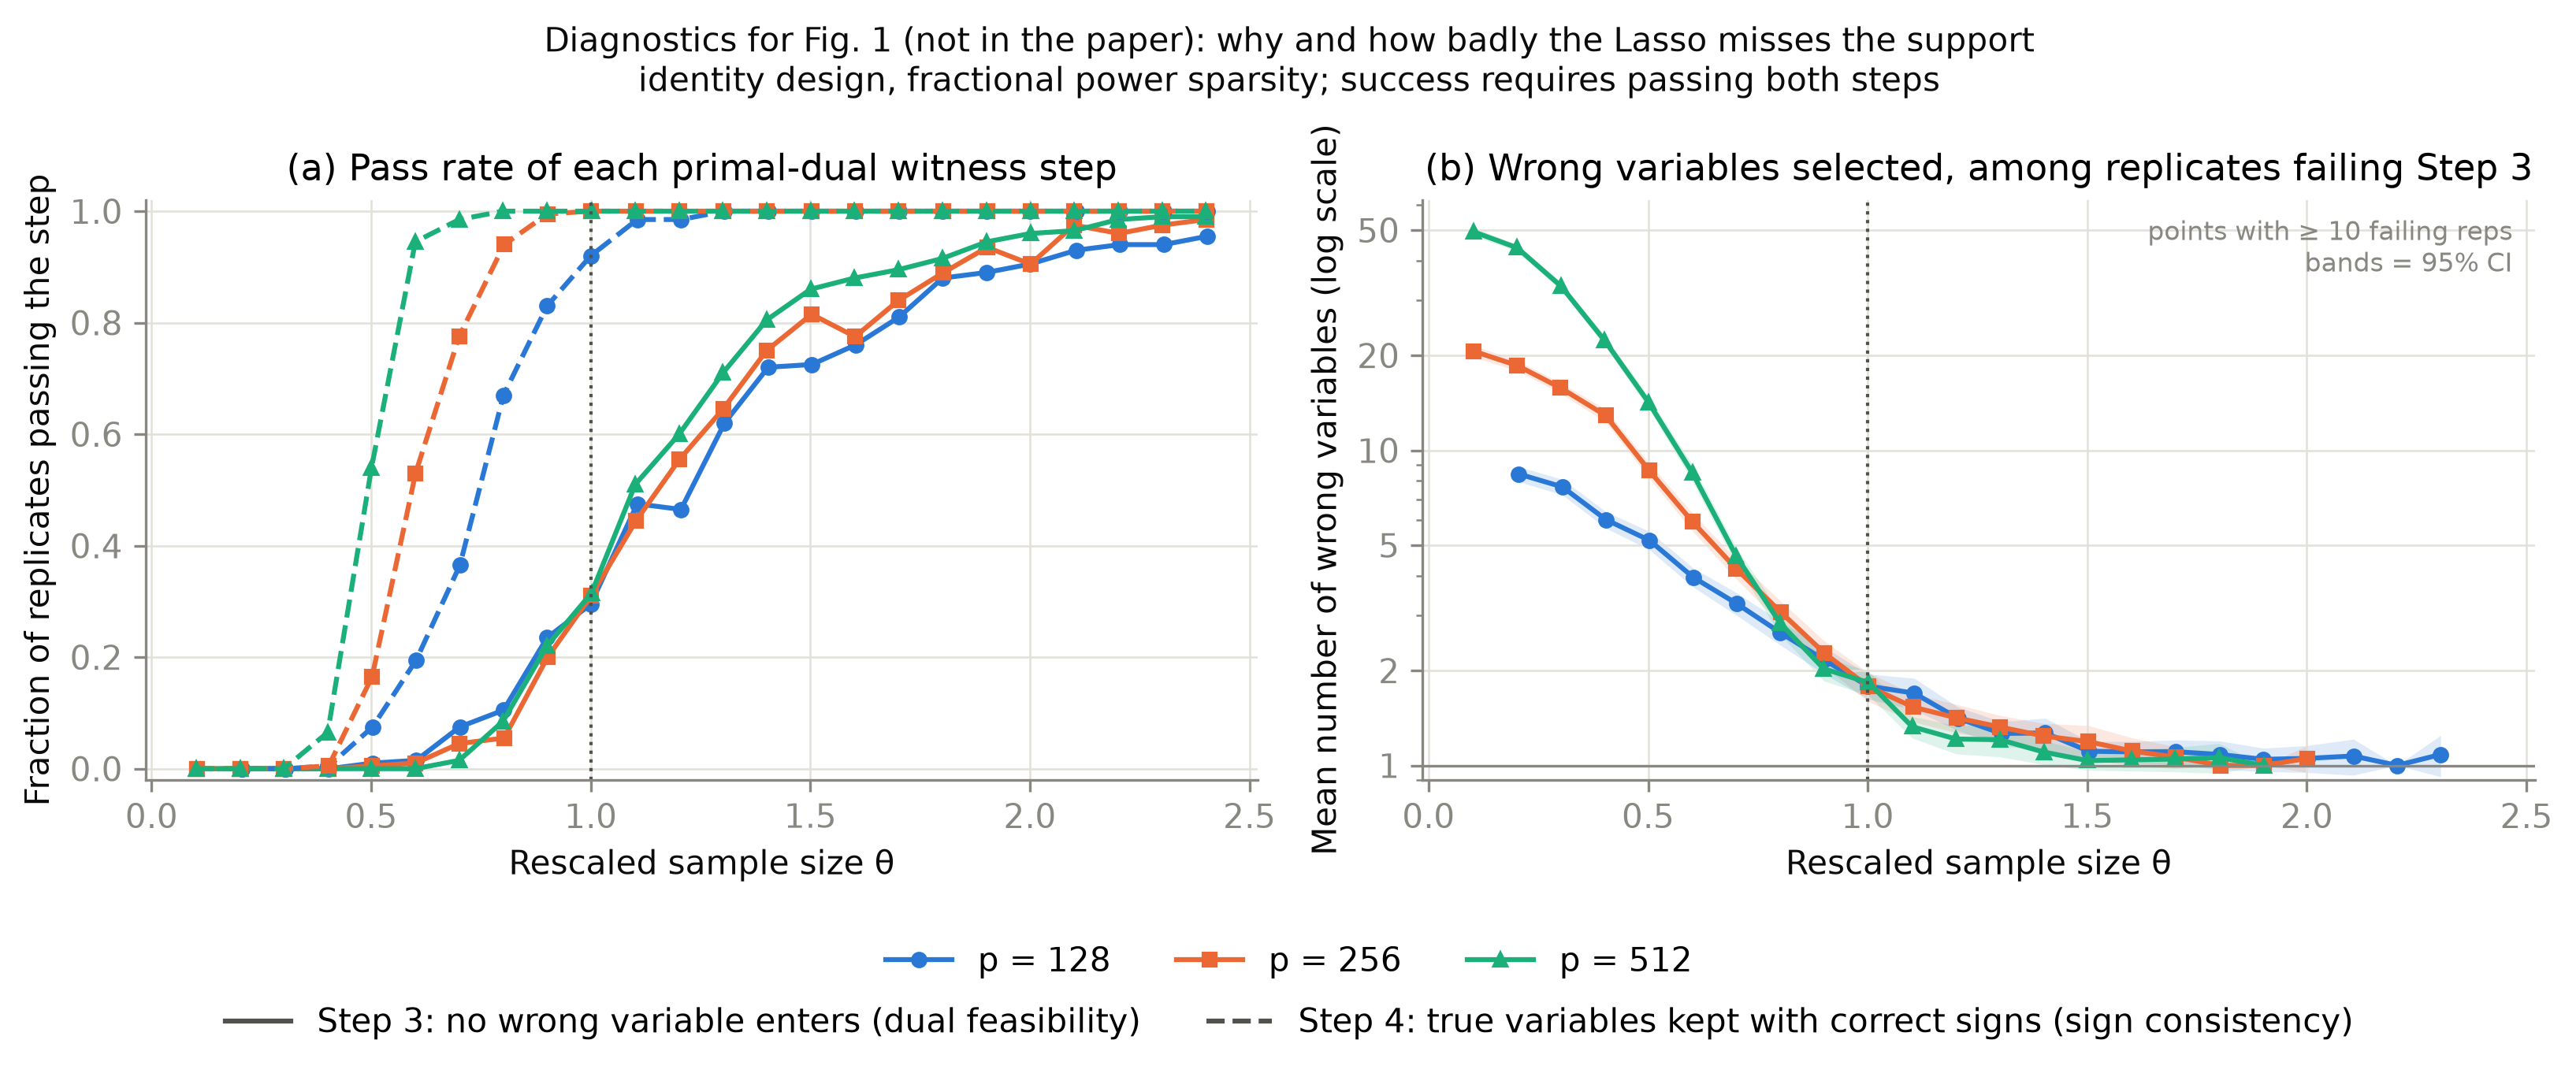 Diagnostics for Fig. 1 (not in the paper): why and how badly the Lasso misses the support
identity design, fractional power sparsity; success requires passing both steps
(a) Pass rate of each primal-dual witness step
Fraction of replicates passing the step
1.0
0.8
0.6
0.4
0.2
0.0
0.0 0.5 1.0 1.5 2.0 2.5
Rescaled sample size θ
(b) Wrong variables selected, among replicates failing Step 3
Mean number of wrong variables (log scale)
points with ≥ 10 failing reps
bands = 95% CI
50
20
10
5
2
1
0.0 0.5 1.0 1.5 2.0 2.5
Rescaled sample size θ
p = 128 p = 256 p = 512
Step 3: no wrong variable enters (dual feasibility) Step 4: true variables kept with correct signs (sign consistency)